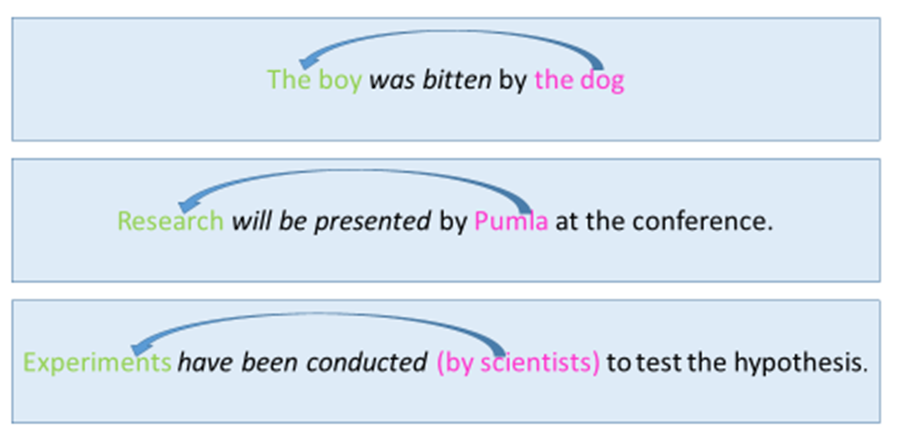 The boy was bitten by the dog
Research will be presented by Pumla at the conference.
Experiments have been conducted (by scientists) to test the hypothesis.